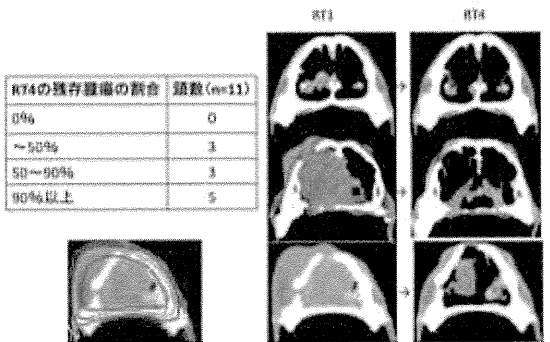 RT1 RT4
RT4の残存腫瘍の割合 頭数(n=11)
0% 0
～50% 3
50～90% 3
90%以上 5
→
→
→